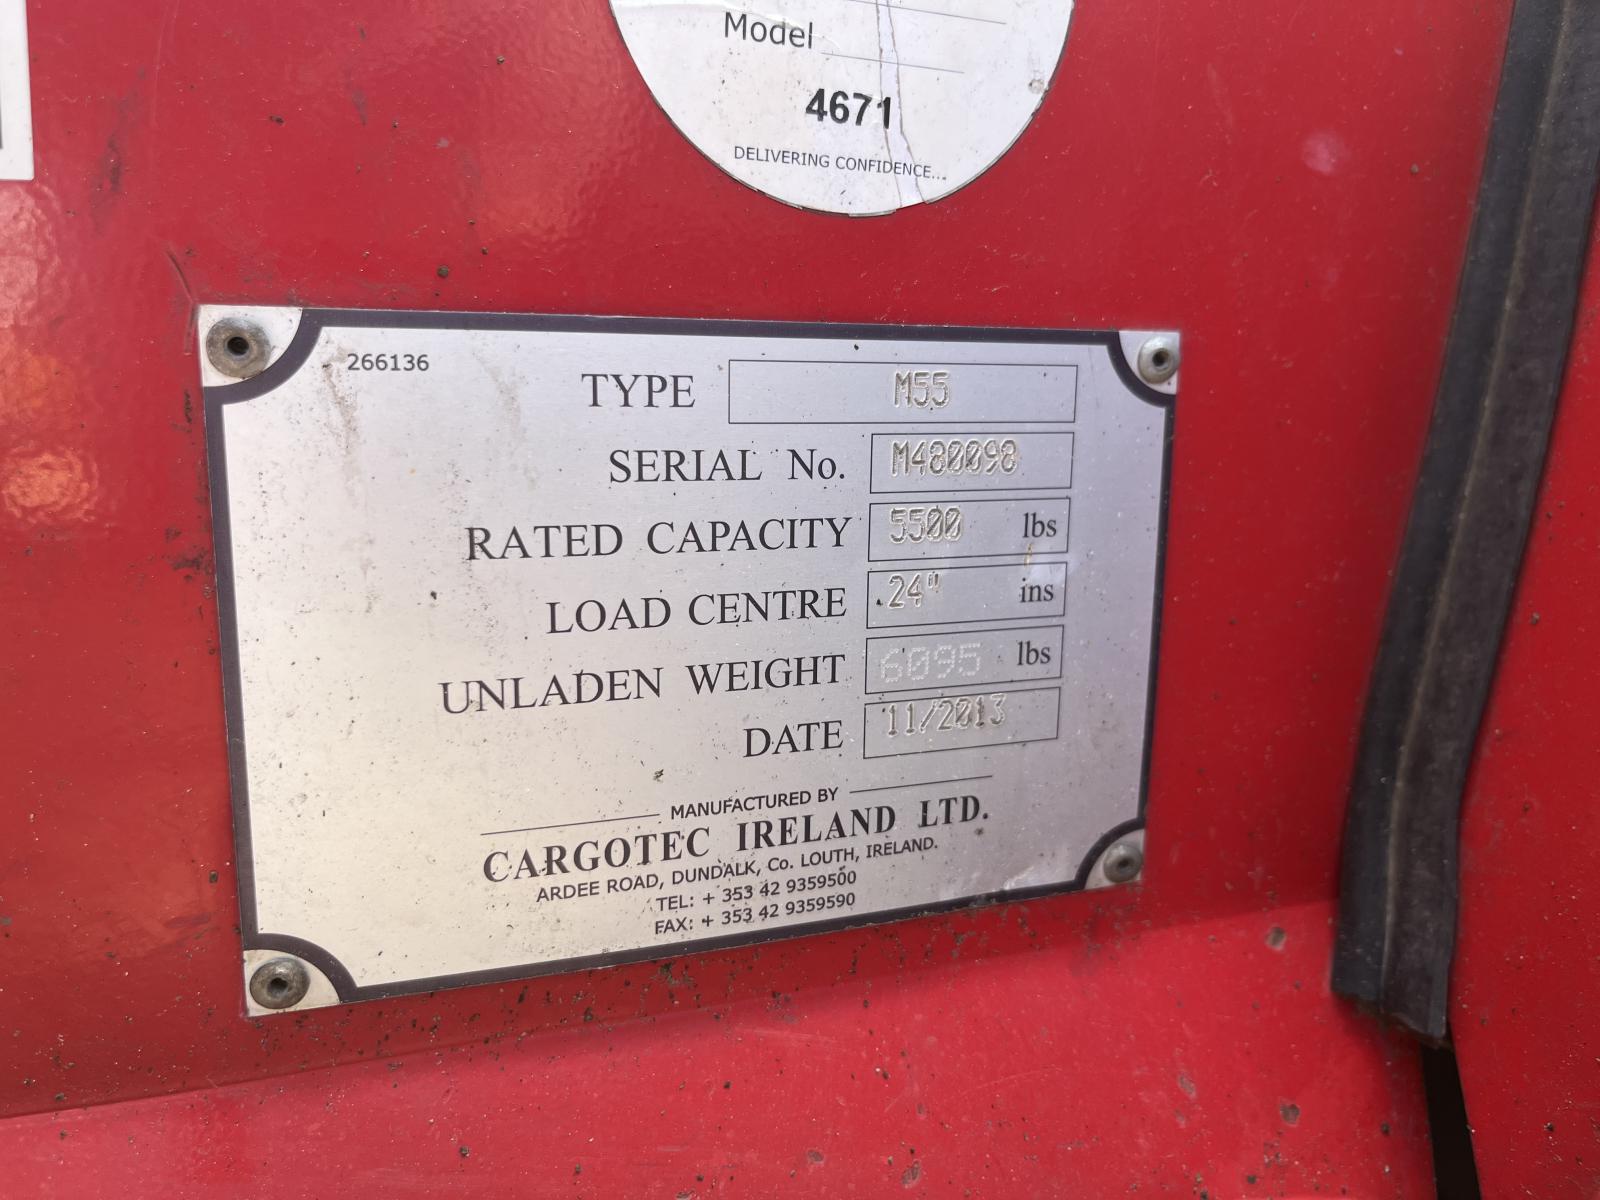 Model
4671
DELIVERING CONFIDENCE...
266136
TYPE M55
SERIAL No. M480098
RATED CAPACITY 5500 lbs
LOAD CENTRE 24" ins
UNLADEN WEIGHT 6095 lbs
DATE 11/2013
MANUFACTURED BY
CARGOTEC IRELAND LTD.
ARDEE ROAD, DUNDALK, Co. LOUTH, IRELAND.
TEL: + 353 42 9359500
FAX: + 353 42 9359590